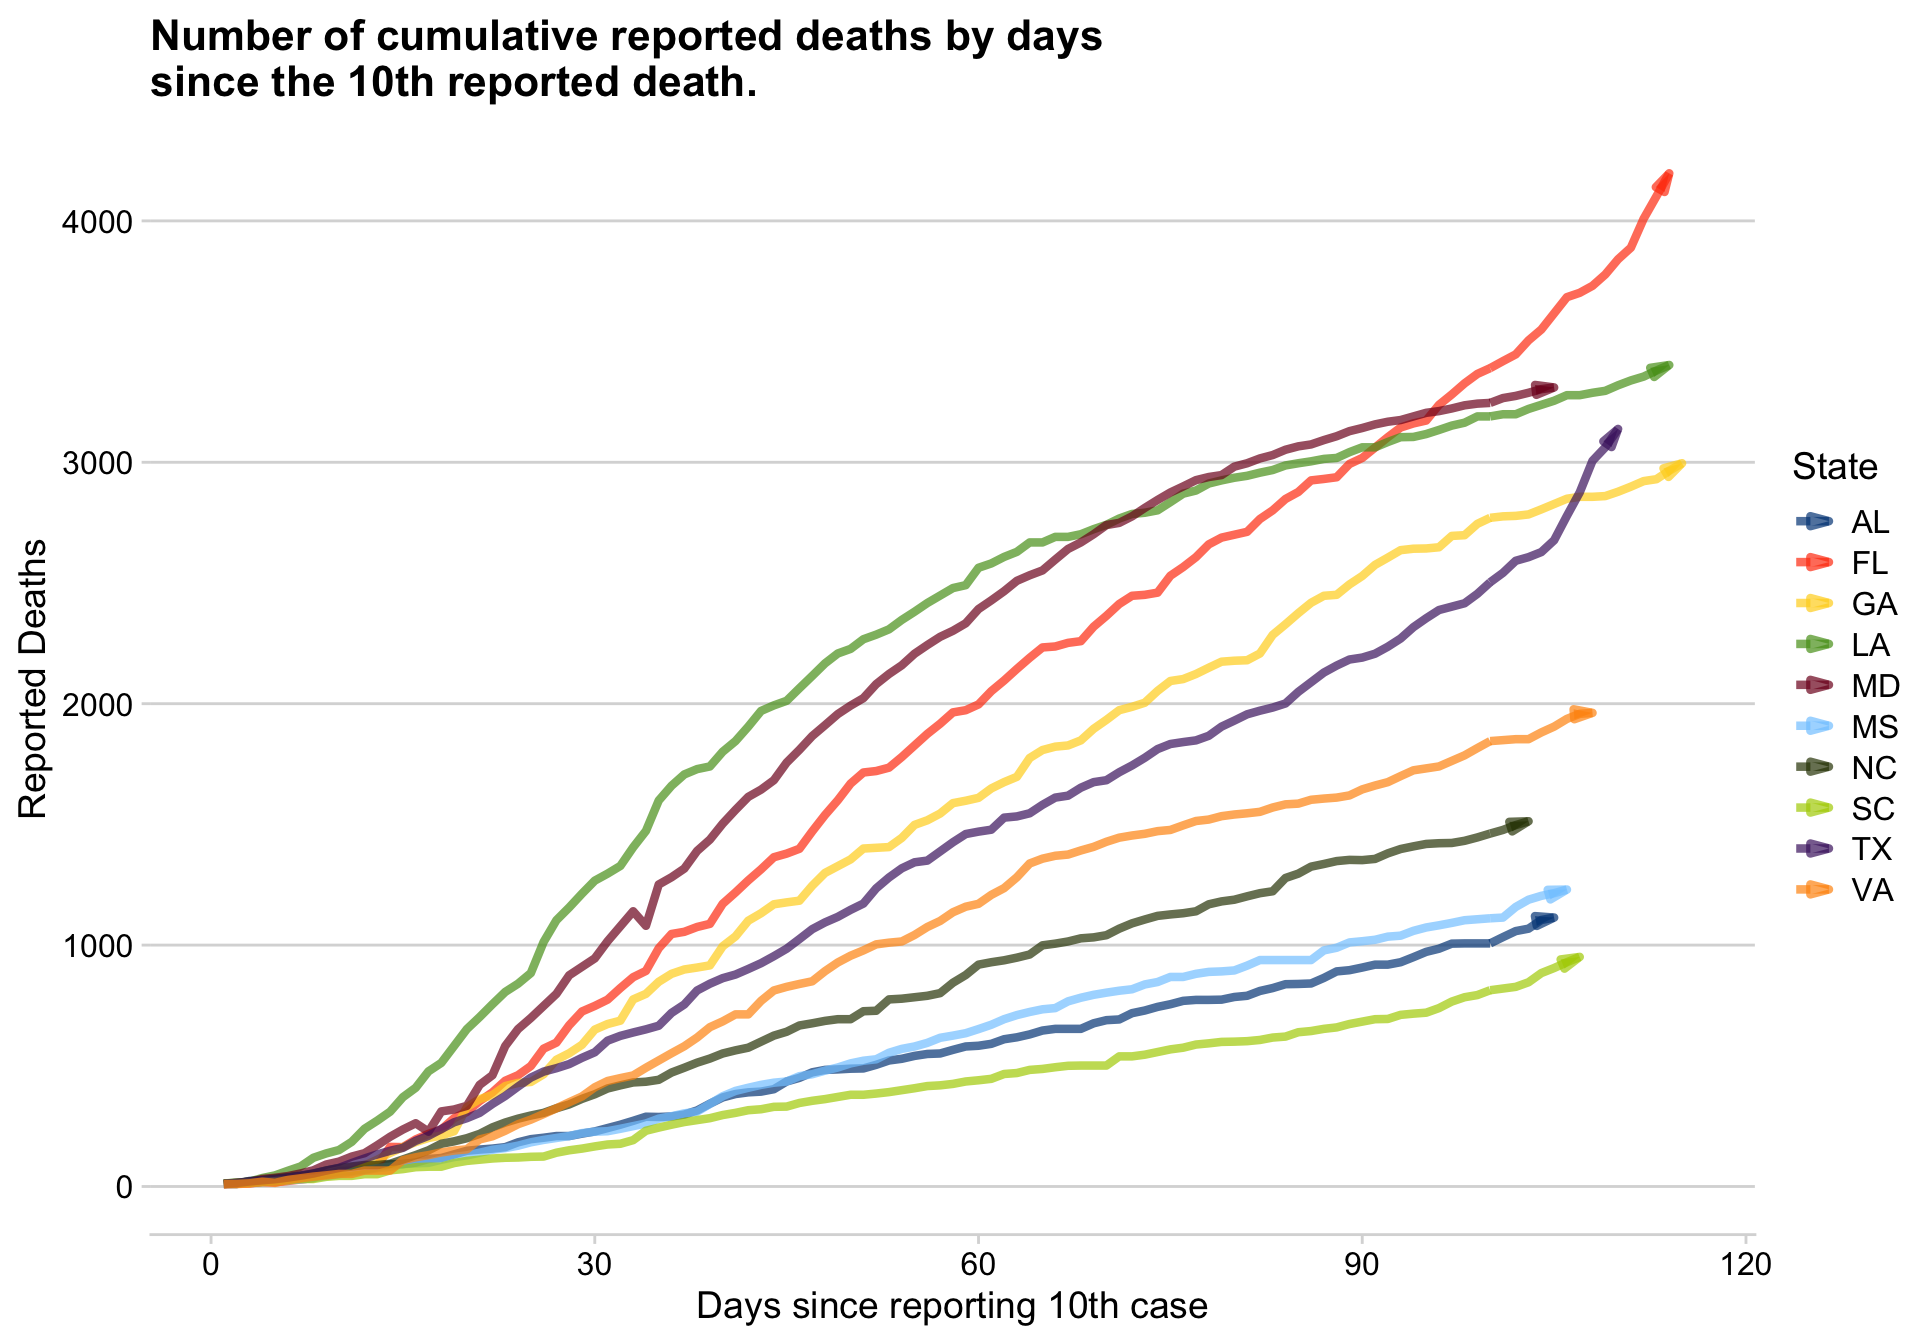 Number of cumulative reported deaths by days
since the 10th reported death.
4000
3000
2000
1000
0
Reported Deaths
0 30 60 90 120
Days since reporting 10th case
State
AL
FL
GA
LA
MD
MS
NC
SC
TX
VA